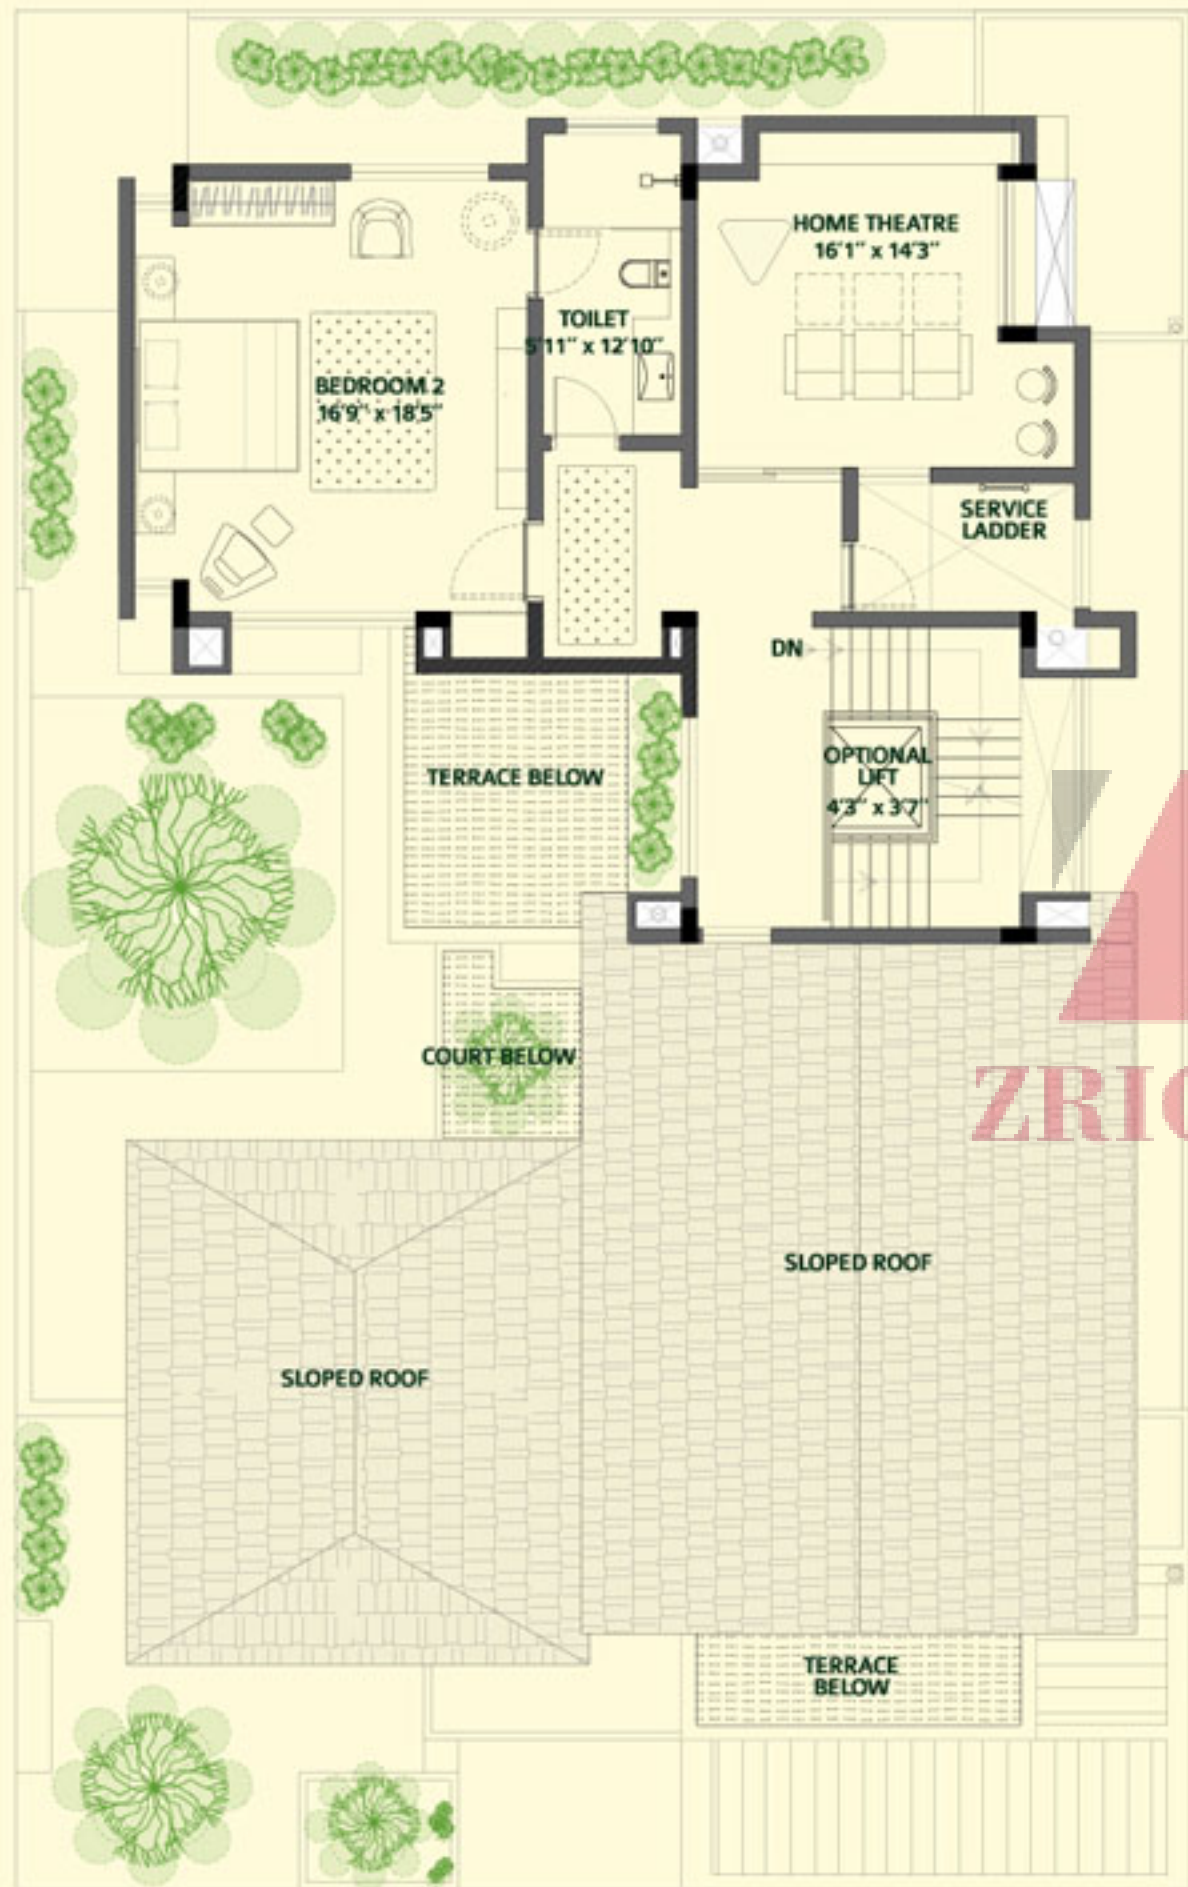 HOME THEATRE
16'1" x 14'3"
TOILET
5'11" x 12'10"
BEDROOM 2
16'9" x 18'5"
SERVICE
LADDER
DN
OPTIONAL
LIFT
4'3" x 3'7"
TERRACE BELOW
COURT BELOW
ZRIC
SLOPED ROOF
SLOPED ROOF
TERRACE
BELOW